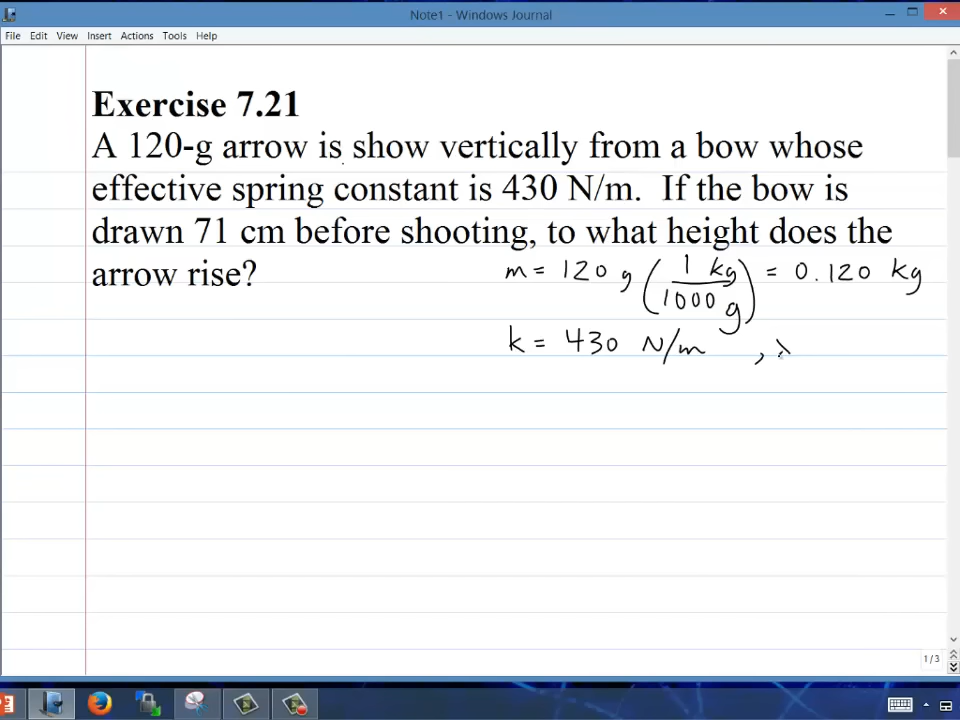 Note1 - Windows Journal
File Edit View Insert Actions Tools Help
Exercise 7.21
A 120-g arrow is show vertically from a bow whose
effective spring constant is 430 N/m. If the bow is
drawn 71 cm before shooting, to what height does the
arrow rise?
m = 120 g (1 kg / 1000 g) = 0.120 kg
k = 430 N/m ,
1/3